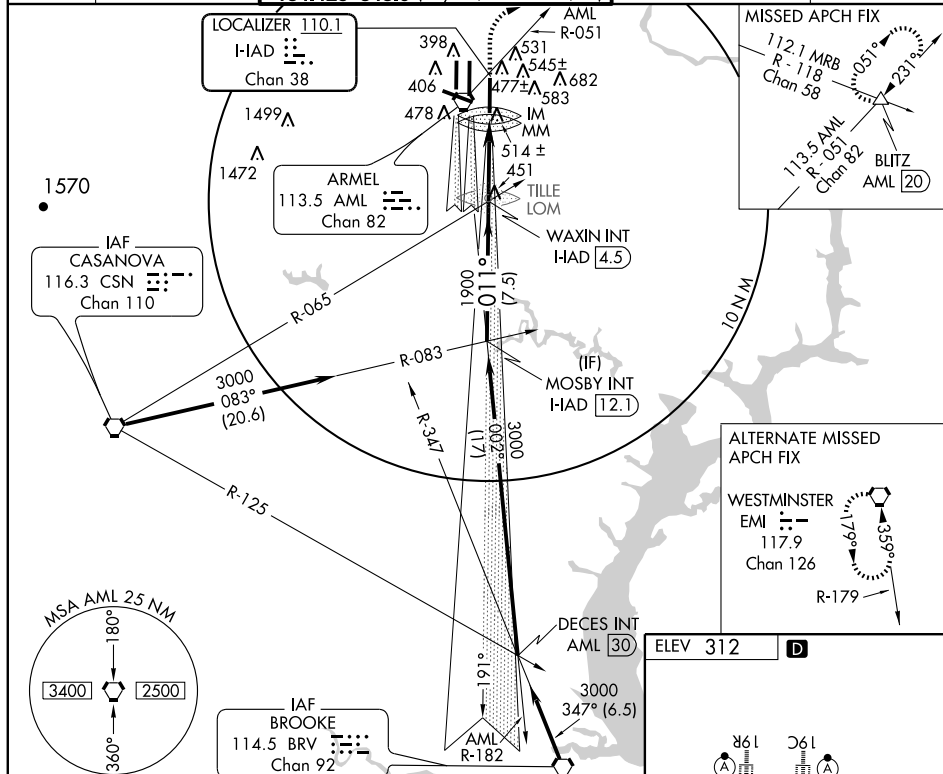 LOCALIZER 110.1
I-IAD
Chan 38
398
406
478
1499
1472
1570
AML
R-051
531
545±
477±
682
583
IM
MM
514 ±
451
TILLE
LOM
ARMEL
113.5 AML
Chan 82
WAXIN INT
I-IAD 4.5
MISSED APCH FIX
112.1 MRB
R - 118
Chan 58
051°
231°
113.5 AML
R - 051
Chan 82
BLITZ
AML 20
IAF
CASANOVA
116.3 CSN
Chan 110
R-065
1900
011°
(7.5)
10 NM
R-083
3000
083°
(20.6)
(IF)
MOSBY INT
I-IAD 12.1
R-347
3000
002°
(17)
R-125
ALTERNATE MISSED
APCH FIX
WESTMINSTER
EMI
117.9
Chan 126
179°
359°
R-179
MSA AML 25 NM
180°
3400
2500
360°
DECES INT
AML 30
191°
AML
R-182
3000
347° (6.5)
IAF
BROOKE
114.5 BRV
Chan 92
ELEV 312
D
19R
19C
A
A